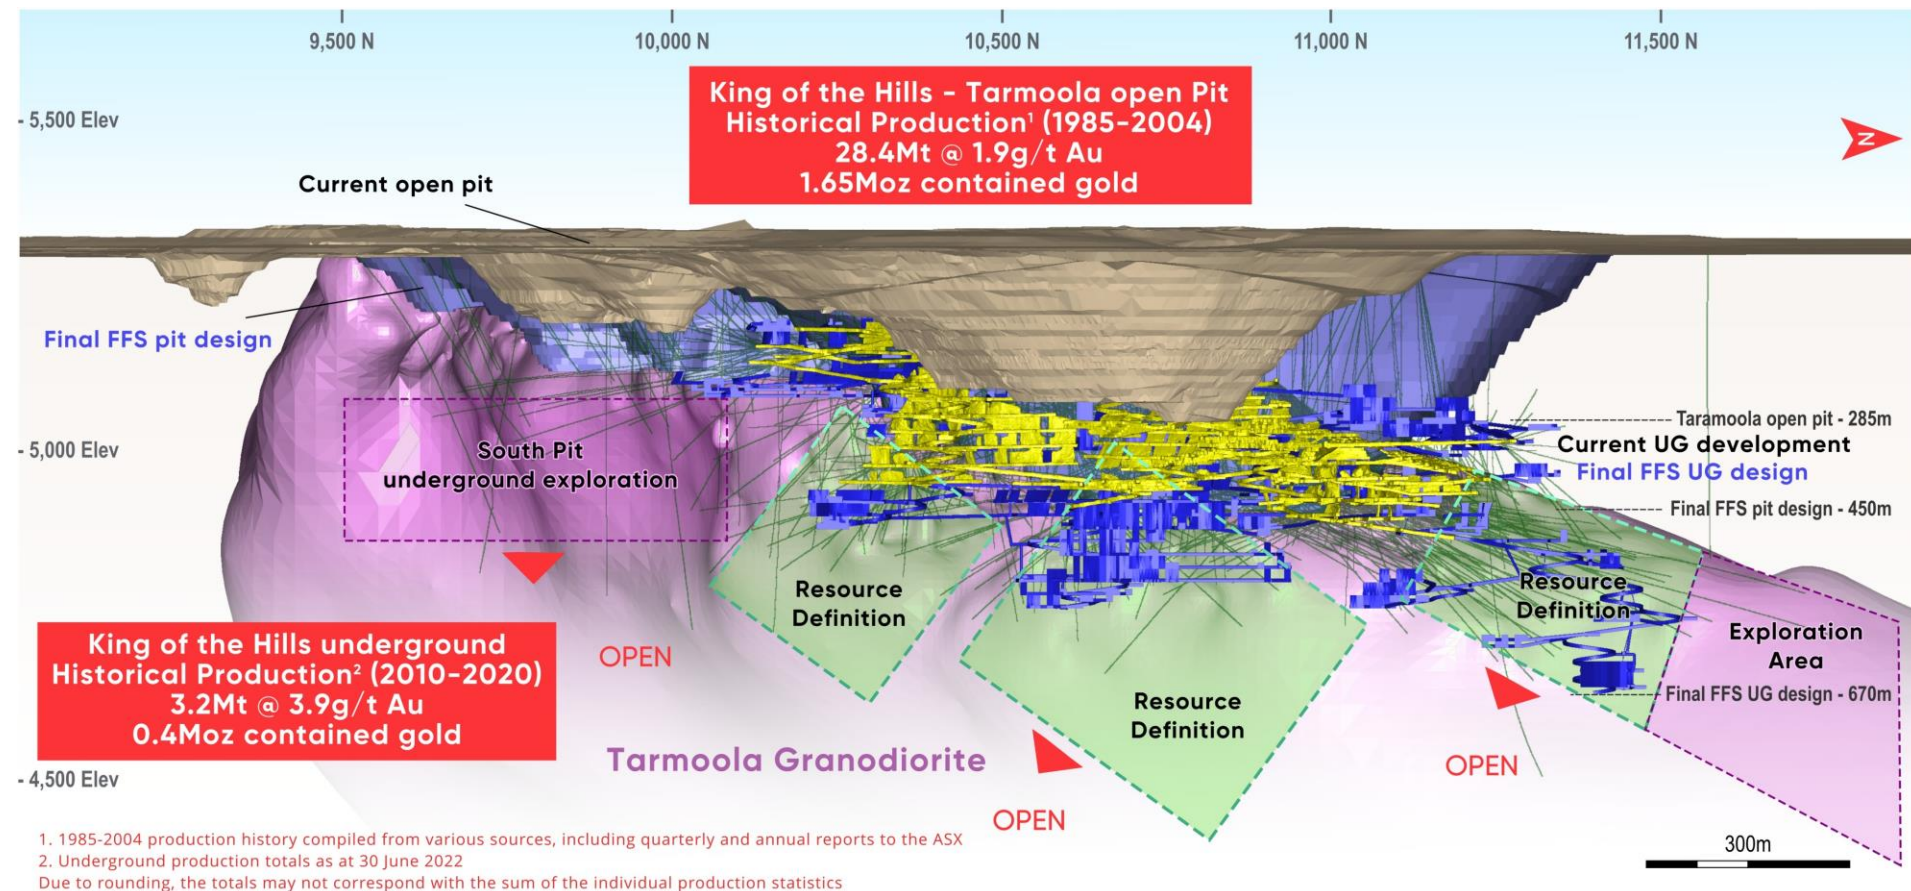 9,500 N
10,000 N
10,500 N
11,000 N
11,500 N
- 5,500 Elev
King of the Hills - Tarmoola open Pit
Historical Production¹ (1985-2004)
28.4Mt @ 1.9g/t Au
1.65Moz contained gold
N
Current open pit
Final FFS pit design
- 5,000 Elev
South Pit
underground exploration
Taramoola open pit - 285m
Current UG development
Final FFS UG design
Final FFS pit design - 450m
Resource
Definition
Resource
Definition
Resource
Definition
Exploration
Area
Final FFS UG design - 670m
King of the Hills underground
Historical Production² (2010-2020)
3.2Mt @ 3.9g/t Au
0.4Moz contained gold
OPEN
Tarmoola Granodiorite
OPEN
OPEN
- 4,500 Elev
300m
1. 1985-2004 production history compiled from various sources, including quarterly and annual reports to the ASX
2. Underground production totals as at 30 June 2022
Due to rounding, the totals may not correspond with the sum of the individual production statistics